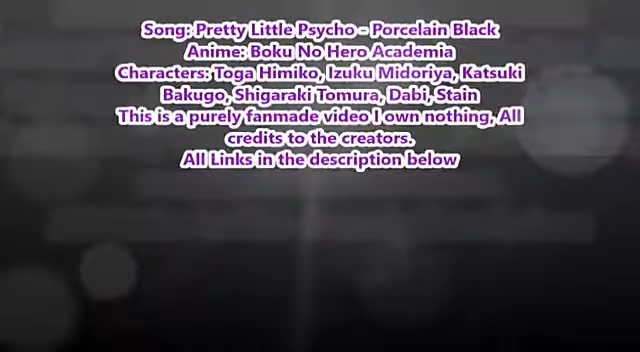 Song: Pretty Little Psycho - Porcelain Black
Anime: Boku No Hero Academia
Characters: Toga Himiko, Izuku Midoriya, Katsuki
Bakugo, Shigaraki Tomura, Dabi, Stain
This is a purely fanmade video I own nothing, All
credits to the creators.
All Links in the description below